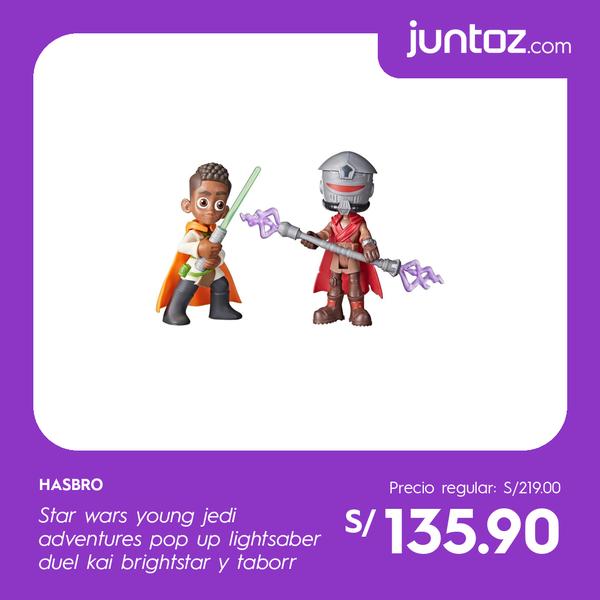 juntoz.com
HASBRO
Star wars young jedi
adventures pop up lightsaber
duel kai brightstar y taborr
Precio regular: S/219.00
S/ 135.90